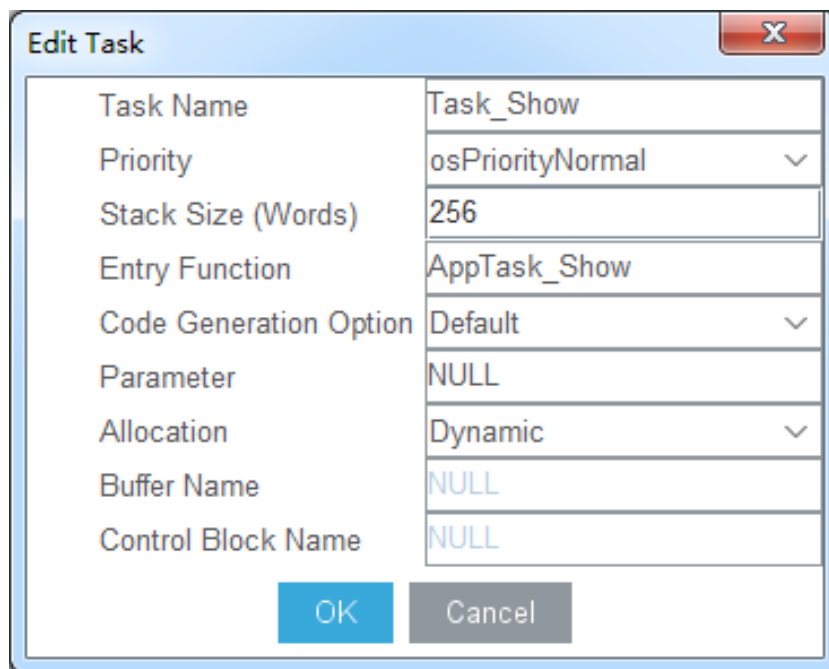 Edit Task
Task Name Task_Show
Priority osPriorityNormal
Stack Size (Words) 256
Entry Function AppTask_Show
Code Generation Option Default
Parameter NULL
Allocation Dynamic
Buffer Name NULL
Control Block Name NULL
OK Cancel